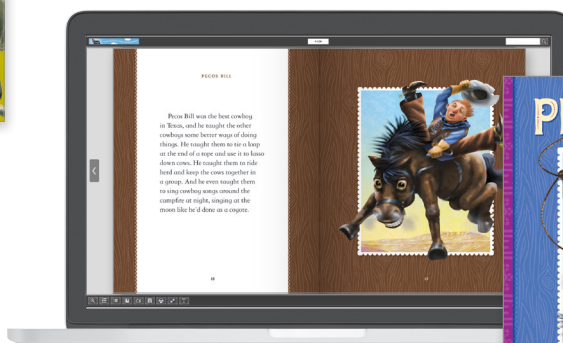 PECOS BILL
Pecos Bill was the best cowboy
in Texas, and he taught the other
cowboys some better ways of doing
things. He taught them to tie a loop
at the end of a rope and use it to lasso
down cows. He taught them to ride
herd and keep the cows together in
a group. And he even taught them
to sing cowboy songs around the
campfire at night, singing at the
moon like he'd done as a coyote.